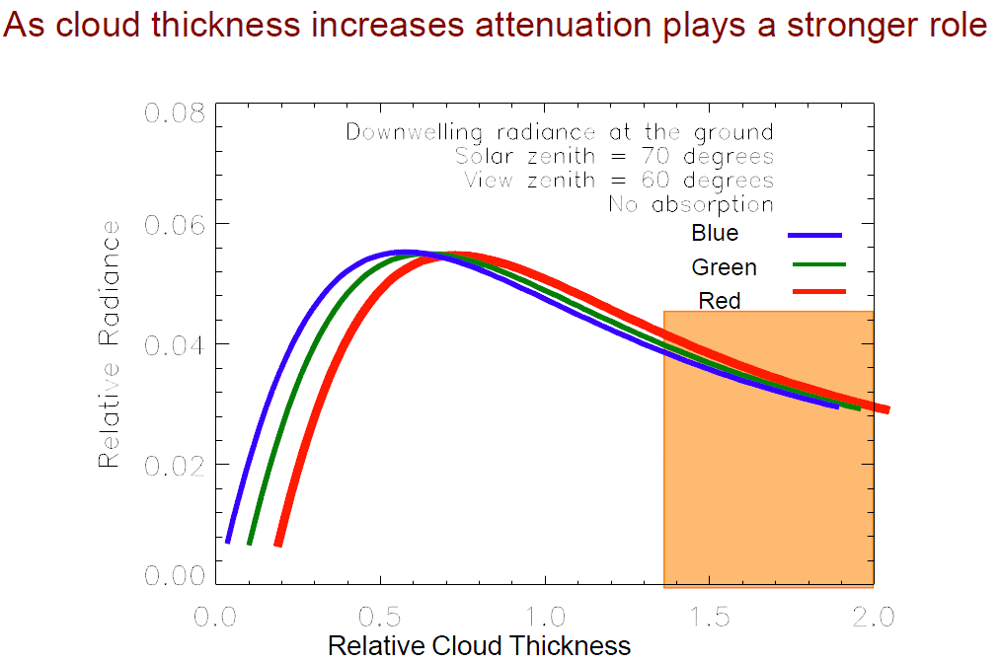 As cloud thickness increases attenuation plays a stronger role
0.08
Downwelling radiance at the ground
Solar zenith = 70 degrees
View zenith = 60 degrees
No absorption
0.06
Blue
Green
Red
Relative Radiance
0.04
0.02
0.00
0.0 0.5 1.0 1.5 2.0
Relative Cloud Thickness